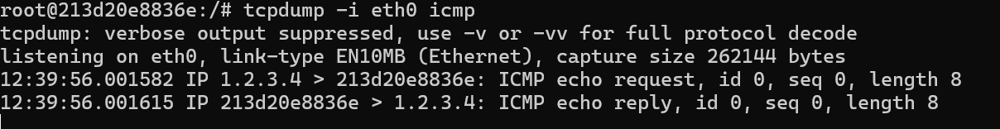 root@213d20e8836e:/# tcpdump -i eth0 icmp
tcpdump: verbose output suppressed, use -v or -vv for full protocol decode
listening on eth0, link-type EN10MB (Ethernet), capture size 262144 bytes
12:39:56.001582 IP 1.2.3.4 > 213d20e8836e: ICMP echo request, id 0, seq 0, length 8
12:39:56.001615 IP 213d20e8836e > 1.2.3.4: ICMP echo reply, id 0, seq 0, length 8